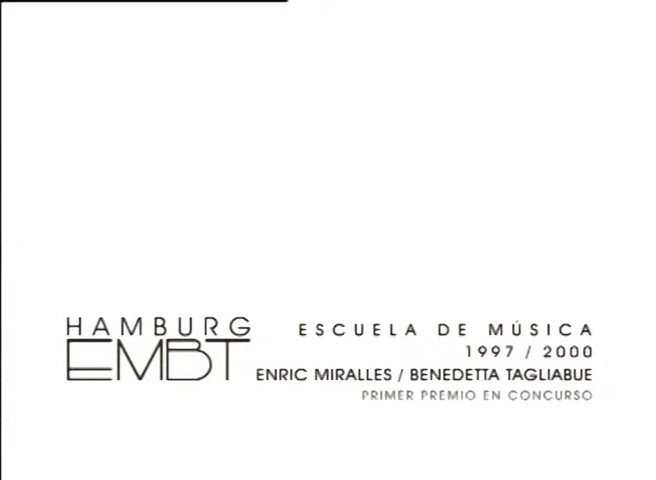 HAMBURG
EMBT
ESCUELA DE MÚSICA
1997 / 2000
ENRIC MIRALLES / BENEDETTA TAGLIABUE
PRIMER PREMIO EN CONCURSO